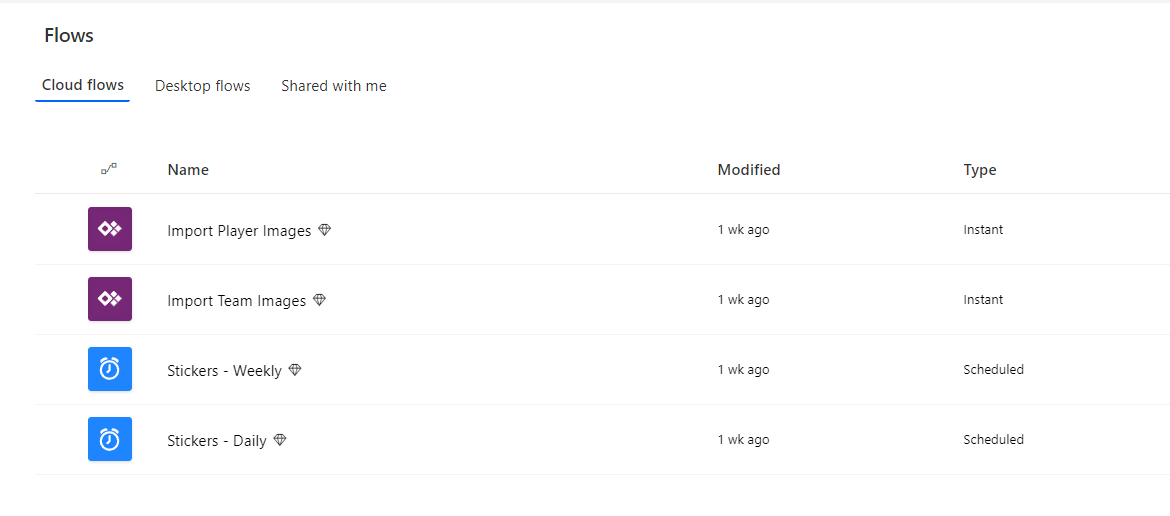 Flows
Cloud flows Desktop flows Shared with me
Name Modified Type
Import Player Images 1 wk ago Instant
Import Team Images 1 wk ago Instant
Stickers - Weekly 1 wk ago Scheduled
Stickers - Daily 1 wk ago Scheduled